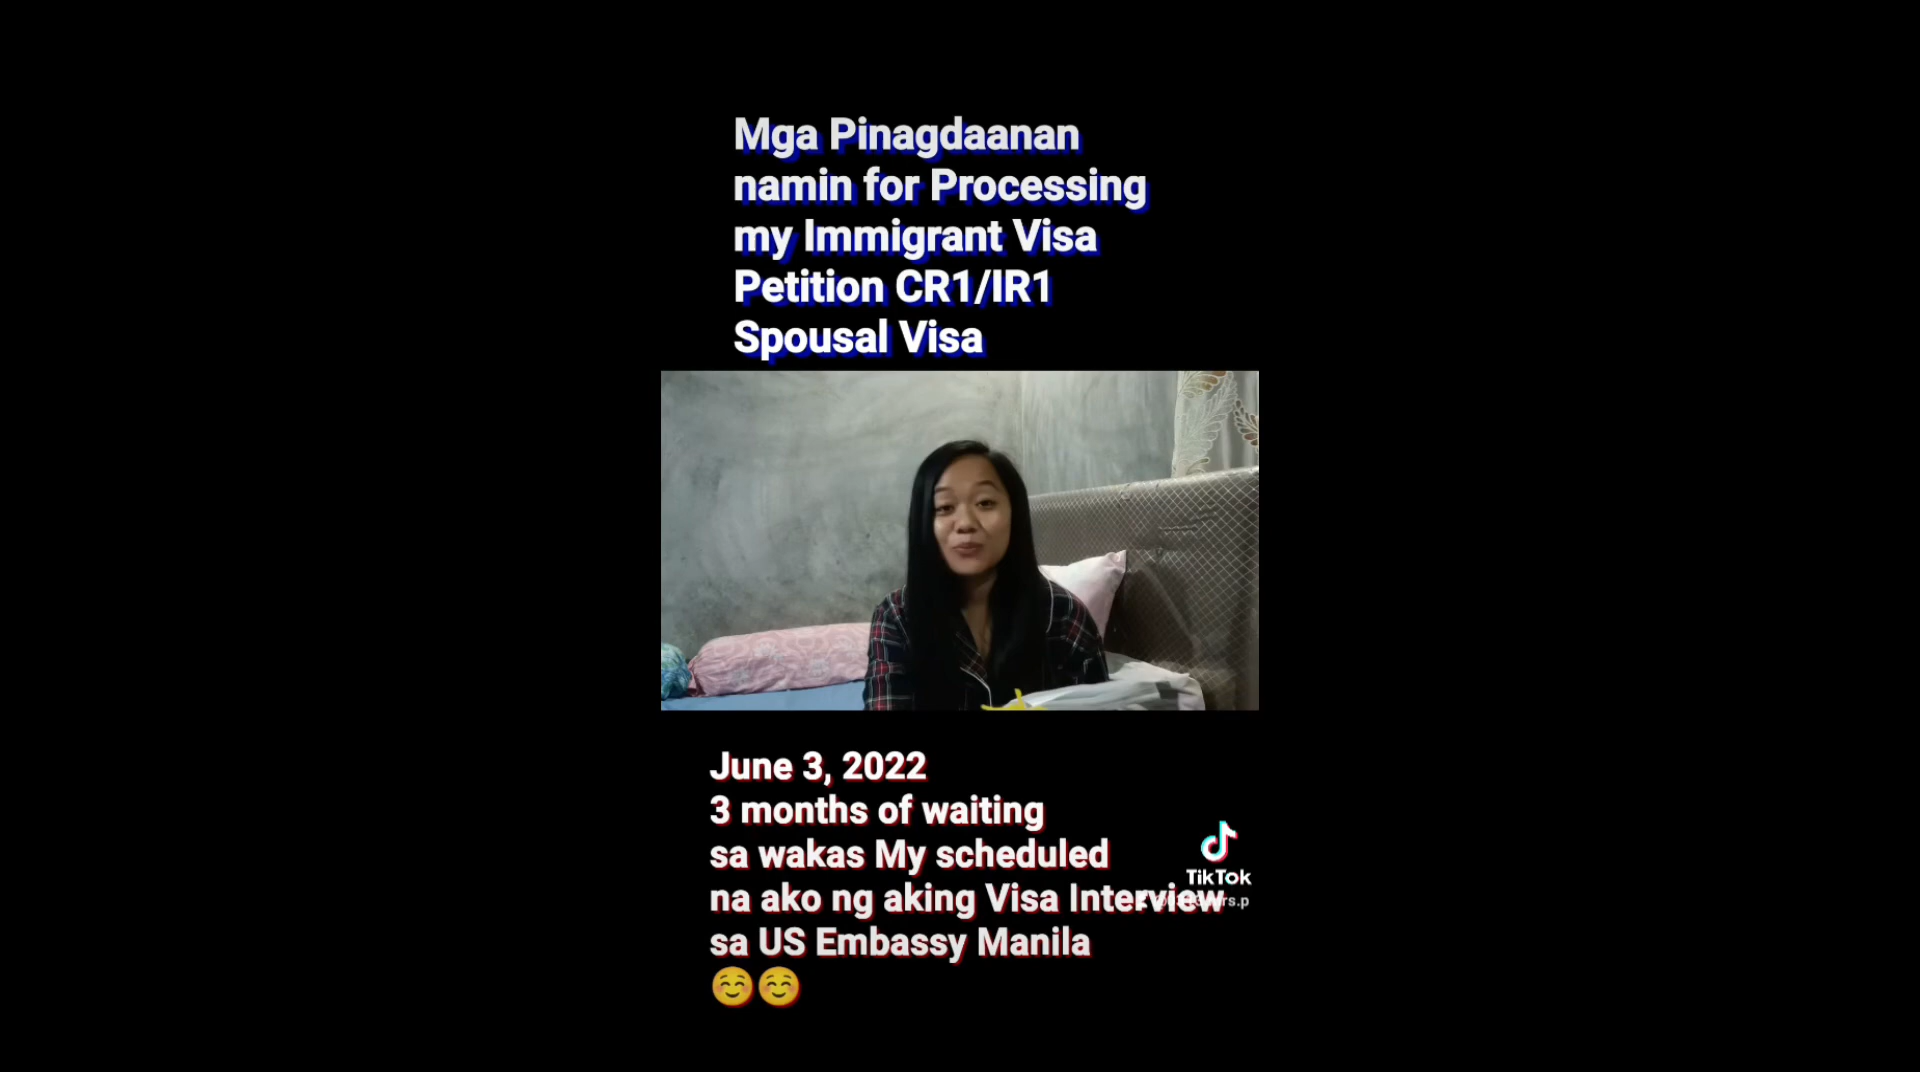 Mga Pinagdaanan
namin for Processing
my Immigrant Visa
Petition CR1/IR1
Spousal Visa
June 3, 2022
3 months of waiting
sa wakas My scheduled
na ako ng aking Visa Interview
sa US Embassy Manila
☺️☺️
TikTok